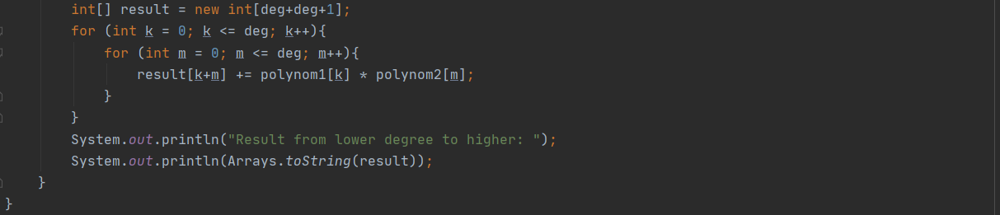 int[] result = new int[deg+deg+1];
for (int k = 0; k <= deg; k++){
for (int m = 0; m <= deg; m++){
result[k+m] += polynom1[k] * polynom2[m];
}
}
System.out.println("Result from lower degree to higher: ");
System.out.println(Arrays.toString(result));
}
}